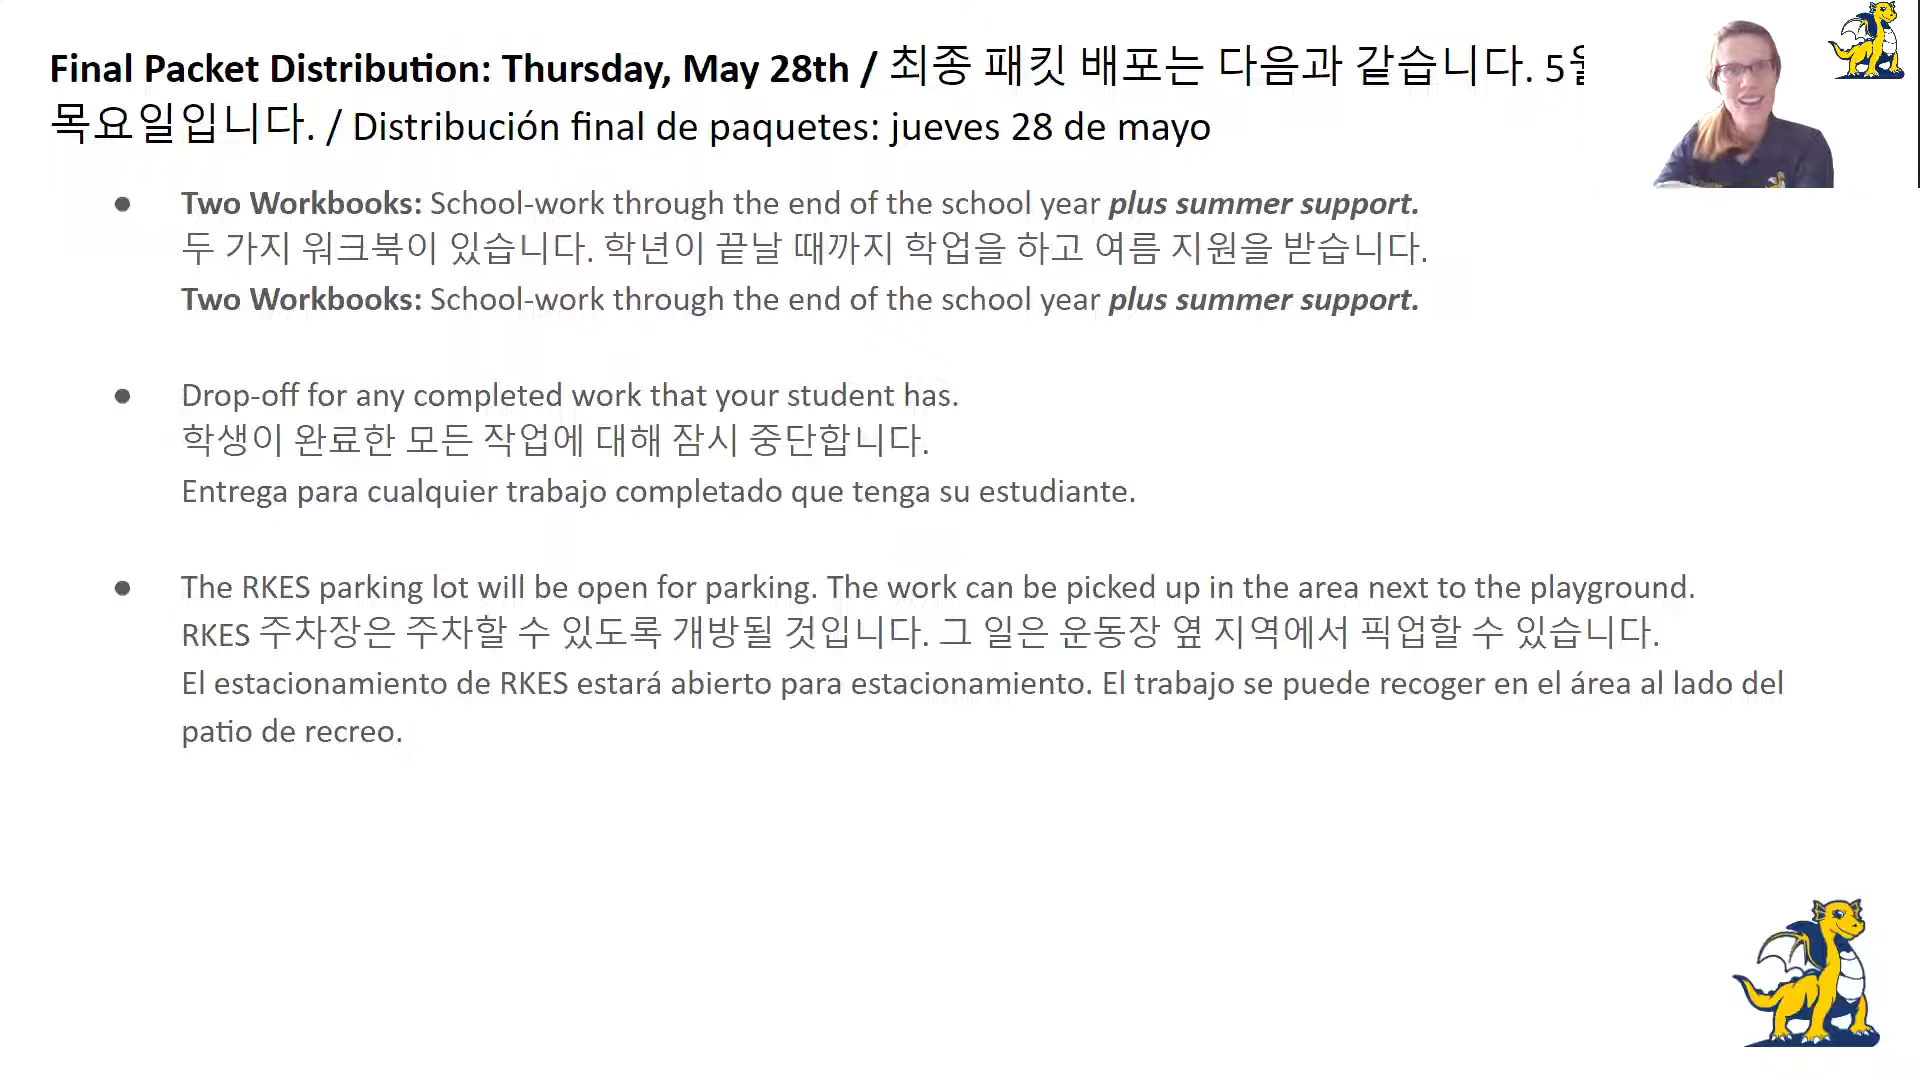 Final Packet Distribution: Thursday, May 28th / 최종 패킷 배포는 다음과 같습니다. 5
목요일입니다. / Distribución final de paquetes: jueves 28 de mayo
● Two Workbooks: School-work through the end of the school year plus summer support.
두 가지 워크북이 있습니다. 학년이 끝날 때까지 학업을 하고 여름 지원을 받습니다.
Two Workbooks: School-work through the end of the school year plus summer support.
● Drop-off for any completed work that your student has.
학생이 완료한 모든 작업에 대해 잠시 중단합니다.
Entrega para cualquier trabajo completado que tenga su estudiante.
● The RKES parking lot will be open for parking. The work can be picked up in the area next to the playground.
RKES 주차장은 주차할 수 있도록 개방될 것입니다. 그 일은 운동장 옆 지역에서 픽업할 수 있습니다.
El estacionamiento de RKES estará abierto para estacionamiento. El trabajo se puede recoger en el área al lado del
patio de recreo.